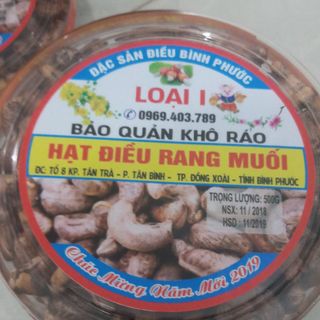 ĐẶC SẢN ĐIỀU BÌNH PHƯỚC
LOẠI I
0969.403.789
BẢO QUẢN KHÔ RÁO
HẠT ĐIỀU RANG MUỐI
ĐC: TỔ 8 KP. TÂN TRÀ - P. TÂN BÌNH - TP. ĐỒNG XOÀI - TỈNH BÌNH PHƯỚC
TRỌNG LƯỢNG: 500G
NSX: 11/2018
HSD: 11/2019
Chúc Mừng Năm Mới 2019